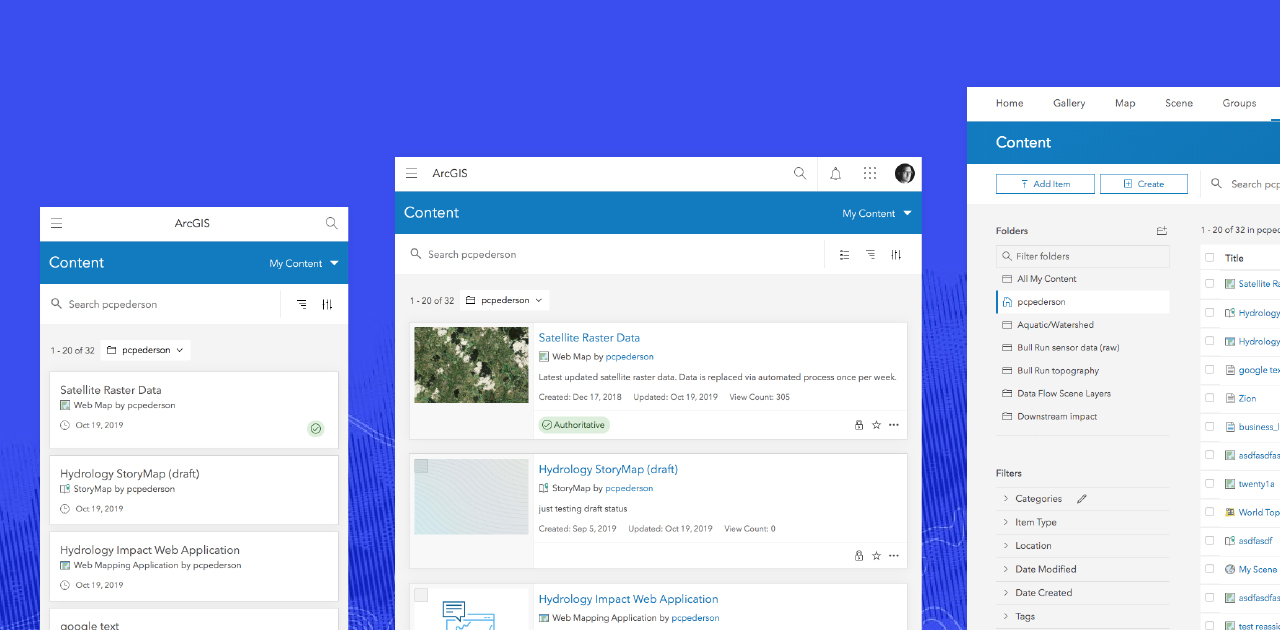 ArcGIS
Content
My Content
Search pcpederson
1 - 20 of 32
pcpederson
Satellite Raster Data
Web Map by pcpederson
Oct 19, 2019
Hydrology StoryMap (draft)
StoryMap by pcpederson
Oct 19, 2019
Hydrology Impact Web Application
Web Mapping Application by pcpederson
Oct 19, 2019
google text
ArcGIS
Content
My Content
Search pcpederson
1 - 20 of 32
pcpederson
Satellite Raster Data
Web Map by pcpederson
Latest updated satellite raster data. Data is replaced via automated process once per week.
Created: Dec 17, 2018 Updated: Oct 19, 2019 View Count: 305
Authoritative
Hydrology StoryMap (draft)
StoryMap by pcpederson
just testing draft status
Created: Sep 5, 2019 Updated: Oct 19, 2019 View Count: 0
Hydrology Impact Web Application
Web Mapping Application by pcpederson
Home Gallery Map Scene Groups
Content
Add Item Create Search pcp
Folders
Filter folders
All My Content
pcpederson
Aquatic/Watershed
Bull Run sensor data (raw)
Bull Run topography
Data Flow Scene Layers
Downstream impact
Filters
Categories
Item Type
Location
Date Modified
Date Created
Tags
1 - 20 of 32 in pcpede
Title
Satellite Ra
Hydrology
Hydrology
google tex
Zion
business_l
asdfasdfas
twenty1a
World Top
asdfasdf
My Scene
asdfasdfas
test reassi